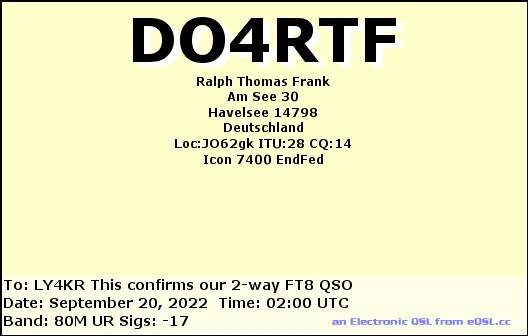 DO4RTF
Ralph Thomas Frank
Am See 30
Havelsee 14798
Deutschland
Loc:JO62gk ITU:28 CQ:14
Icon 7400 EndFed
To: LY4KR This confirms our 2-way FT8 QSO
Date: September 20, 2022 Time: 02:00 UTC
Band: 80M UR Sigs: -17
an Electronic QSL from eQSL.cc